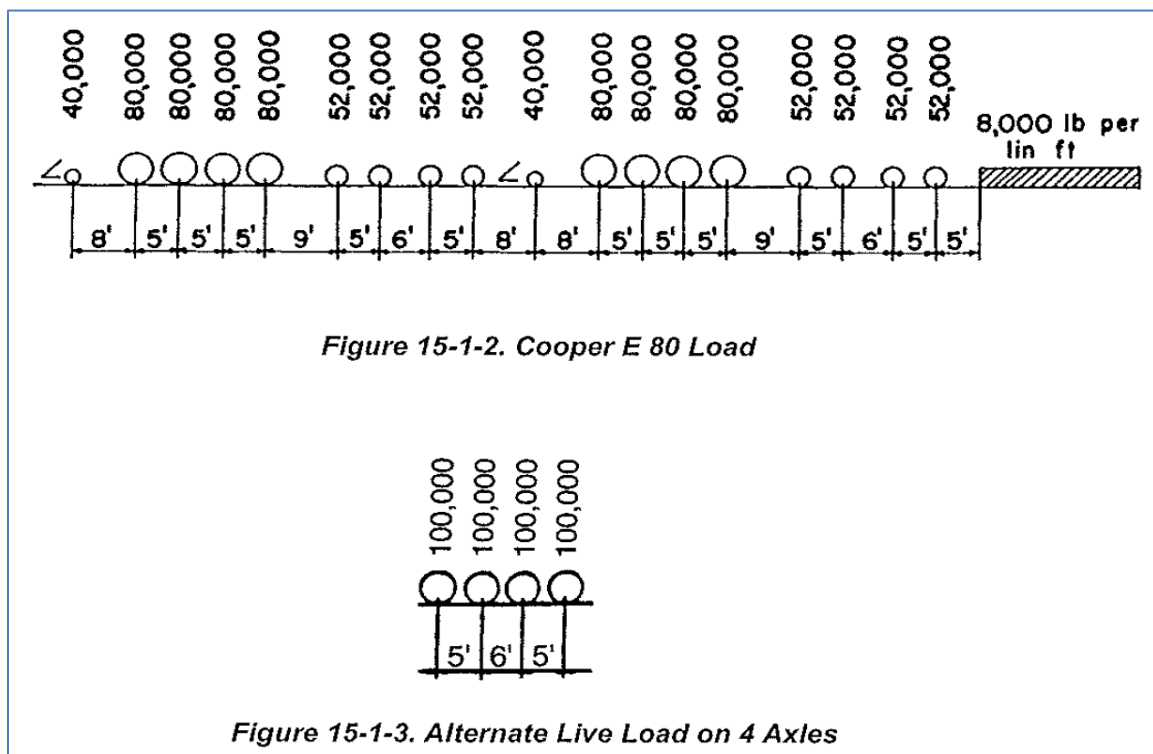 40,000 80,000 80,000 80,000 80,000 52,000 52,000 52,000 52,000 40,000 80,000 80,000 80,000 80,000 52,000 52,000 52,000 52,000
8,000 lb per
lin ft
8' 5' 5' 5' 9' 5' 6' 5' 8' 8' 5' 5' 5' 9' 5' 6' 5' 5'
Figure 15-1-2. Cooper E 80 Load
100,000 100,000 100,000 100,000
5' 6' 5'
Figure 15-1-3. Alternate Live Load on 4 Axles